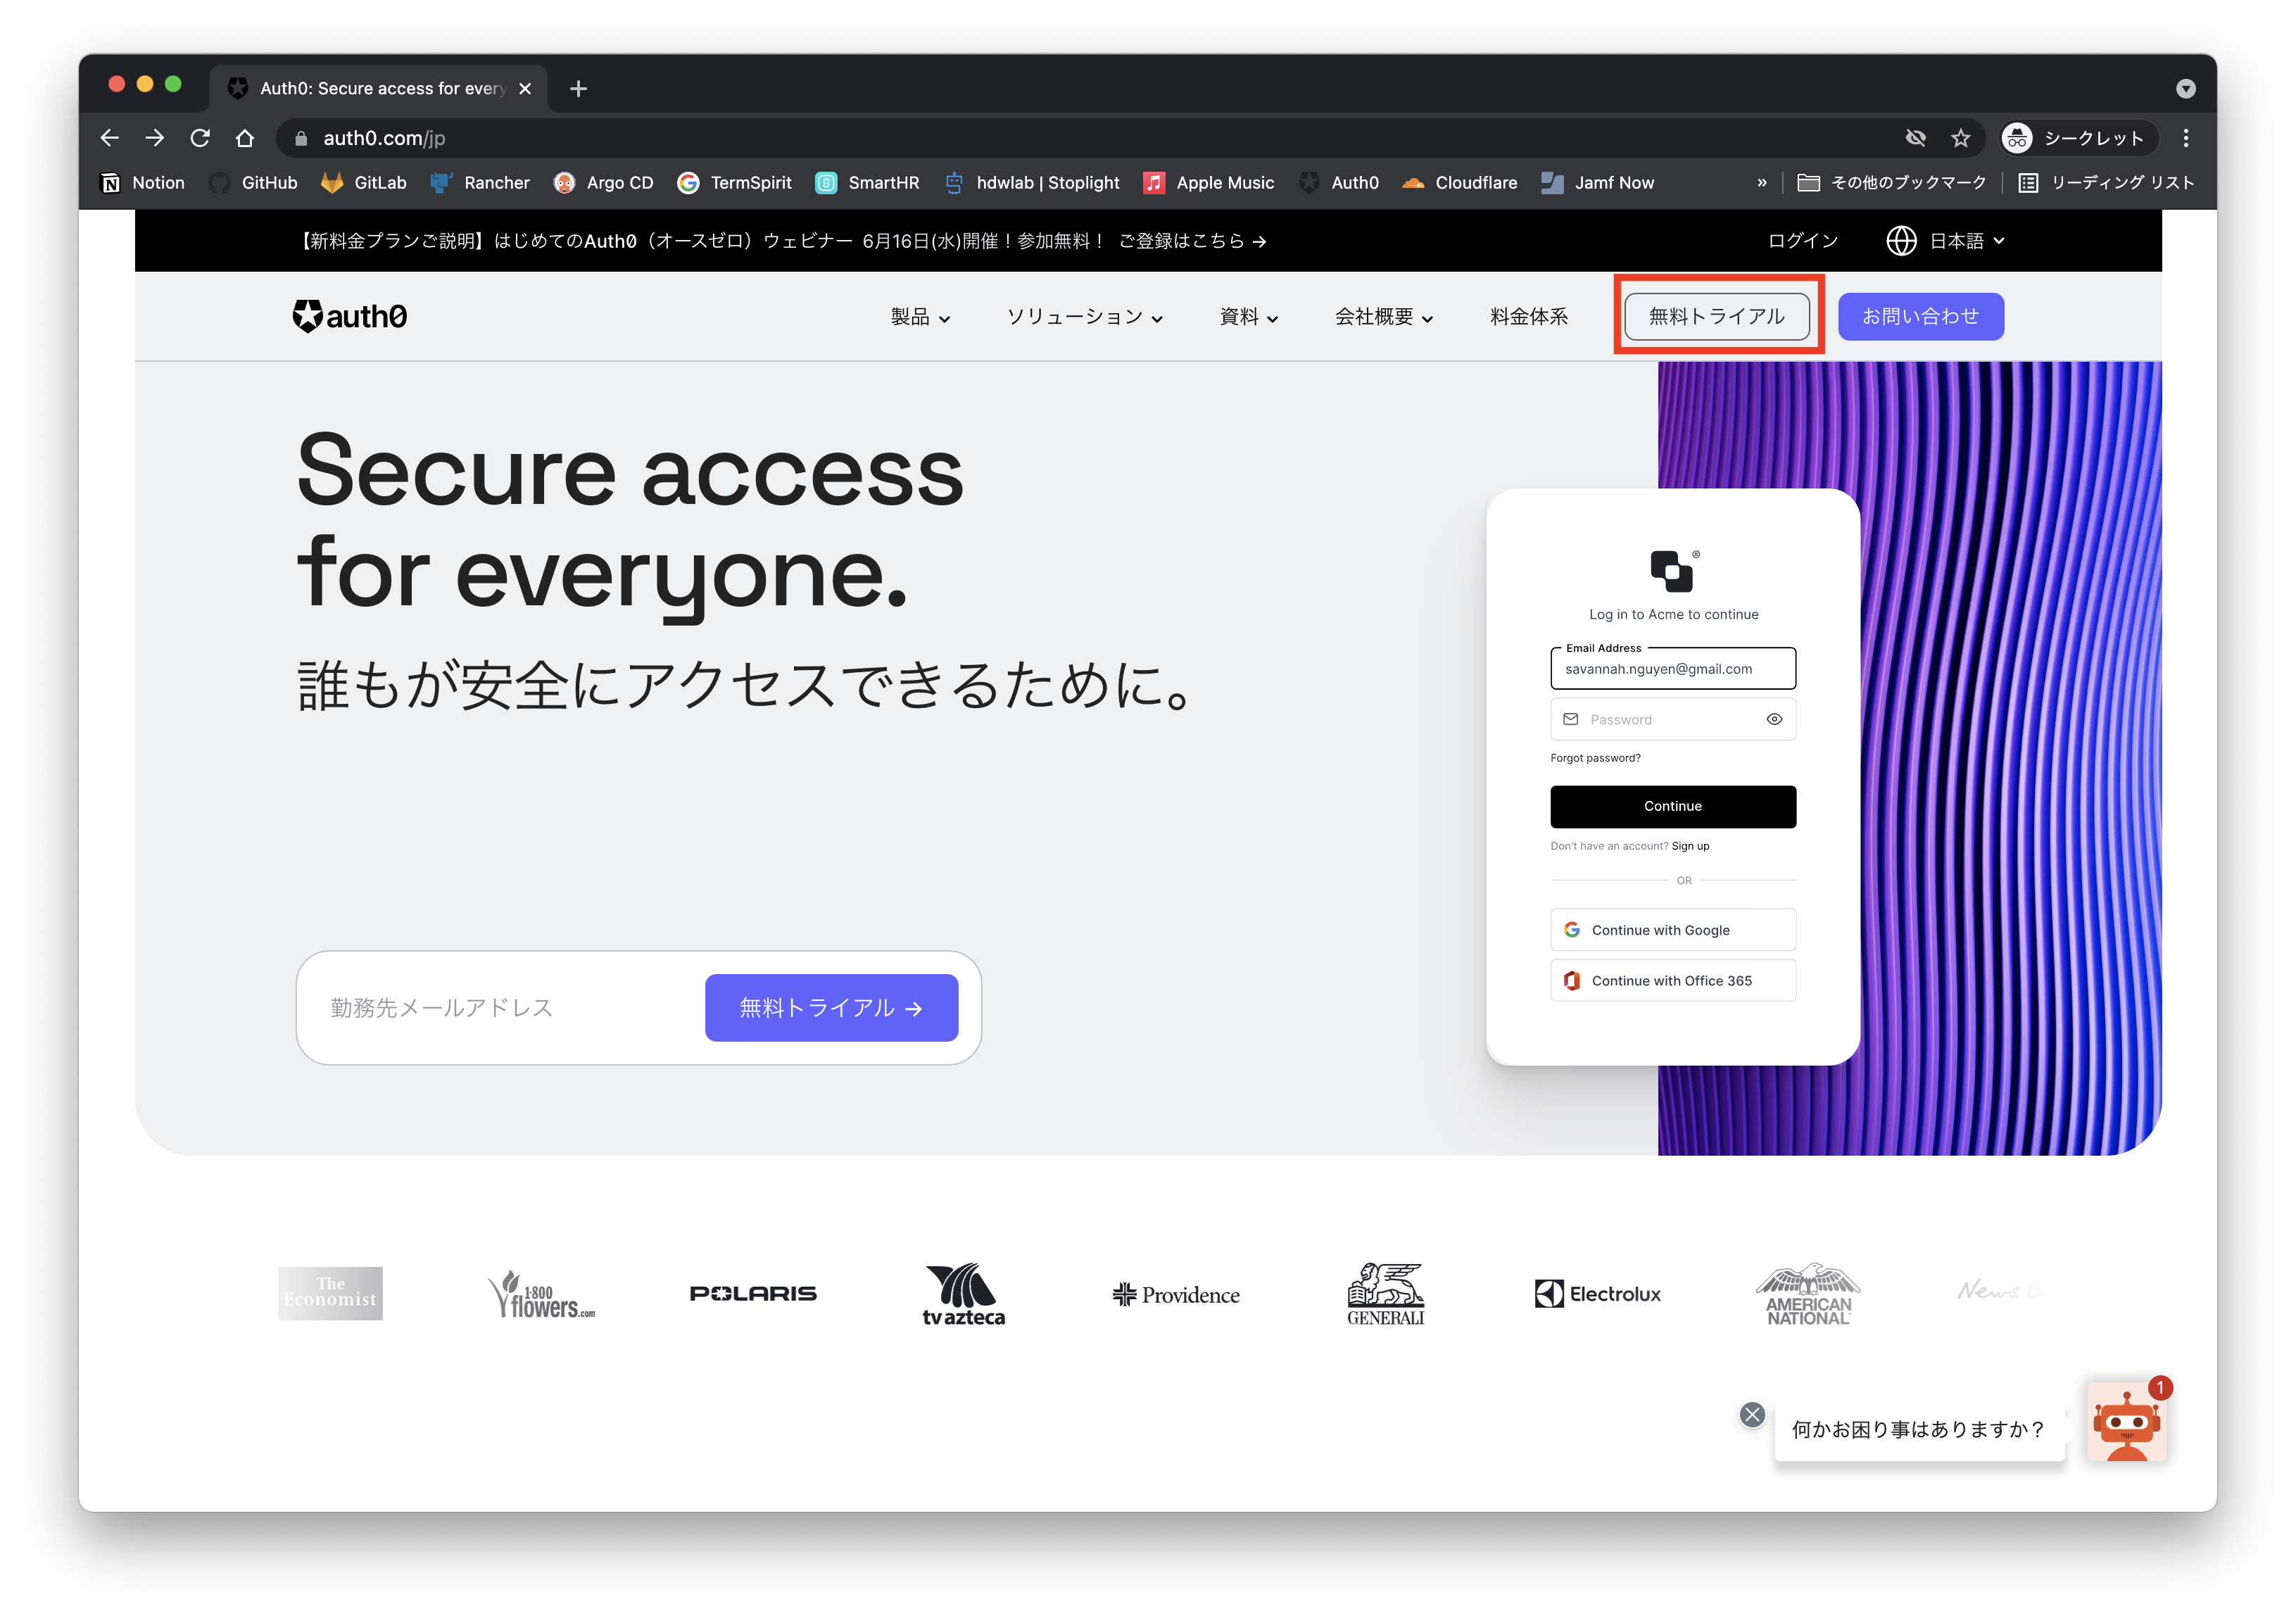 Auth0: Secure access for every
auth0.com/jp
シークレット
Notion GitHub GitLab Rancher Argo CD TermSpirit SmartHR hdwlab | Stoplight Apple Music Auth0 Cloudflare Jamf Now » その他のブックマーク リーディング リスト
【新料金プランご説明】はじめてのAuth0（オースゼロ）ウェビナー 6月16日(水)開催！参加無料！ ご登録はこちら →
ログイン 日本語
auth0 製品 ソリューション 資料 会社概要 料金体系 無料トライアル お問い合わせ
Secure access
for everyone.
誰もが安全にアクセスできるために。
勤務先メールアドレス 無料トライアル →
Log in to Acme to continue
Email Address
savannah.nguyen@gmail.com
Password
Forgot password?
Continue
Don't have an account? Sign up
OR
Continue with Google
Continue with Office 365
The
Economist
1·800
flowers.com
POLARIS
tv azteca
Providence
GENERALI
Electrolux
AMERICAN
NATIONAL
News C
何かお困り事はありますか？
1